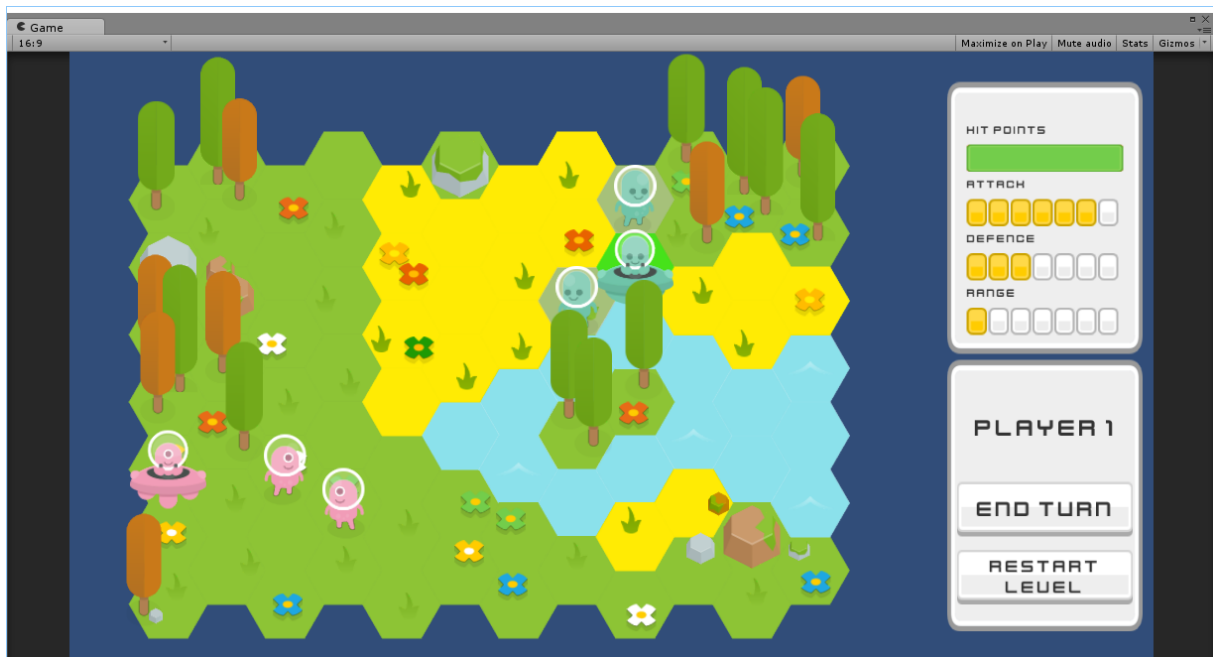 Game
16:9
Maximize on Play Mute audio Stats Gizmos
HIT POINTS
ATTACK
DEFENCE
RANGE
PLAYER 1
END TURN
RESTART
LEVEL